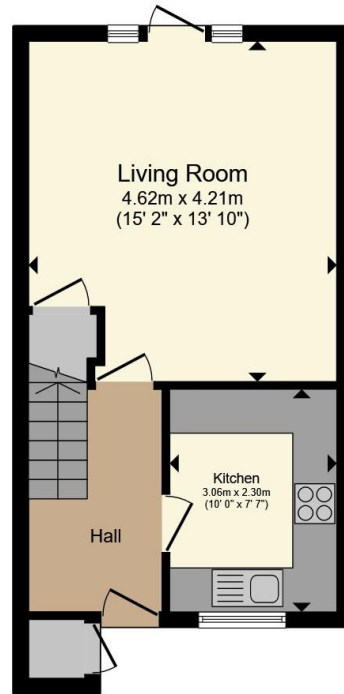 Living Room
4.62m x 4.21m
(15' 2" x 13' 10")
Kitchen
3.06m x 2.30m
(10' 0" x 7' 7")
Hall